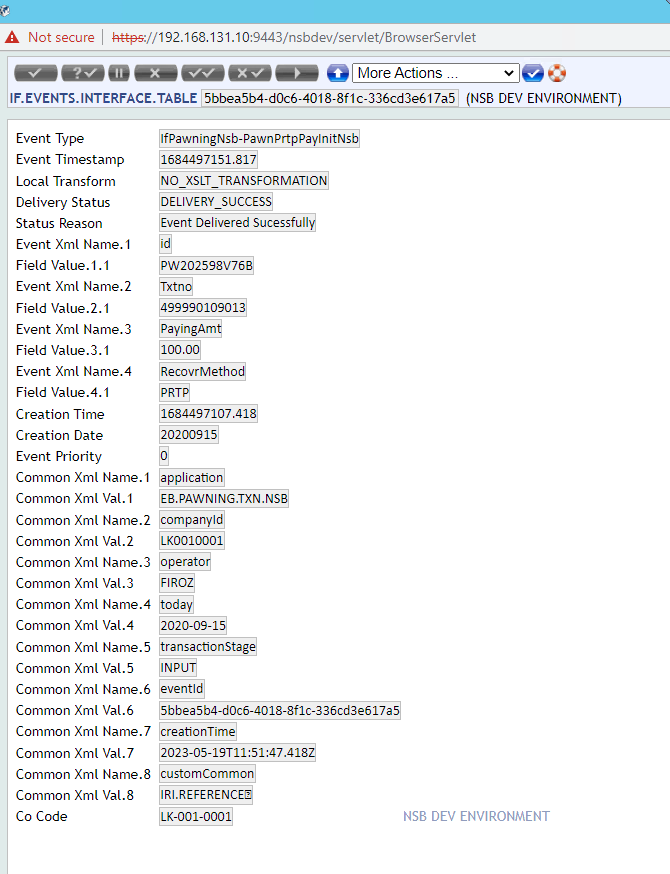 Not secure | https://192.168.131.10:9443/nsbdev/servlet/BrowserServlet
More Actions ...
IF.EVENTS.INTERFACE.TABLE 5bbea5b4-d0c6-4018-8f1c-336cd3e617a5 (NSB DEV ENVIRONMENT)
Event Type IfPawningNsb-PawnPrtpPayInitNsb
Event Timestamp 1684497151.817
Local Transform NO_XSLT_TRANSFORMATION
Delivery Status DELIVERY_SUCCESS
Status Reason Event Delivered Sucessfully
Event Xml Name.1 id
Field Value.1.1 PW202598V76B
Event Xml Name.2 Txtno
Field Value.2.1 499990109013
Event Xml Name.3 PayingAmt
Field Value.3.1 100.00
Event Xml Name.4 RecovrMethod
Field Value.4.1 PRTP
Creation Time 1684497107.418
Creation Date 20200915
Event Priority 0
Common Xml Name.1 application
Common Xml Val.1 EB.PAWNING.TXN.NSB
Common Xml Name.2 companyId
Common Xml Val.2 LK0010001
Common Xml Name.3 operator
Common Xml Val.3 FIROZ
Common Xml Name.4 today
Common Xml Val.4 2020-09-15
Common Xml Name.5 transactionStage
Common Xml Val.5 INPUT
Common Xml Name.6 eventId
Common Xml Val.6 5bbea5b4-d0c6-4018-8f1c-336cd3e617a5
Common Xml Name.7 creationTime
Common Xml Val.7 2023-05-19T11:51:47.418Z
Common Xml Name.8 customCommon
Common Xml Val.8 IRI.REFERENCE
Co Code LK-001-0001 NSB DEV ENVIRONMENT